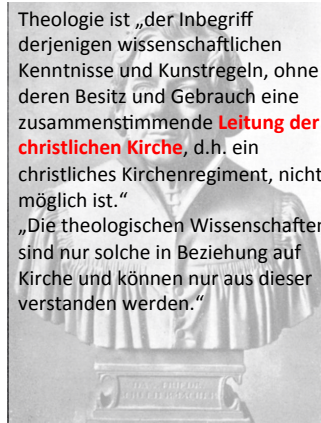 Theologie ist „der Inbegriff
derjenigen wissenschaftlichen
Kenntnisse und Kunstregeln, ohne
deren Besitz und Gebrauch eine
zusammenstimmende Leitung der
christlichen Kirche, d.h. ein
christliches Kirchenregiment, nicht
möglich ist.“
„Die theologischen Wissenschaften
sind nur solche in Beziehung auf
Kirche und können nur aus dieser
verstanden werden.“